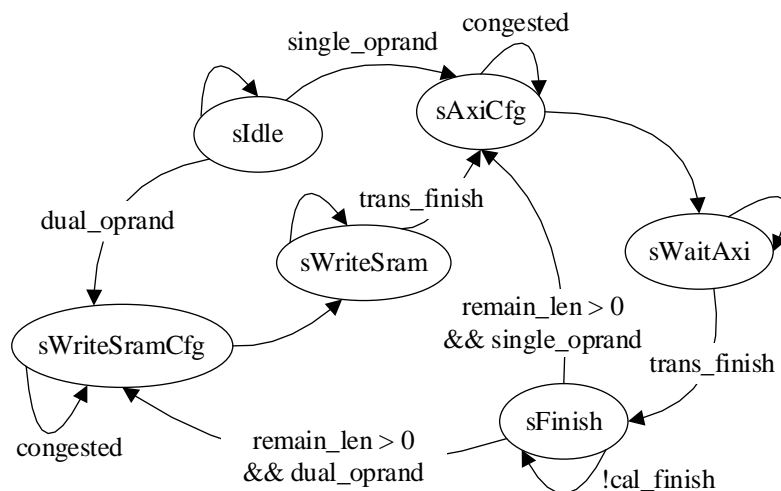 congested
single_oprand
sAxiCfg
sIdle
trans_finish
dual_oprand
sWriteSram
sWaitAxi
remain_len > 0
&& single_oprand
sWriteSramCfg
trans_finish
sFinish
congested
remain_len > 0
&& dual_oprand
!cal_finish